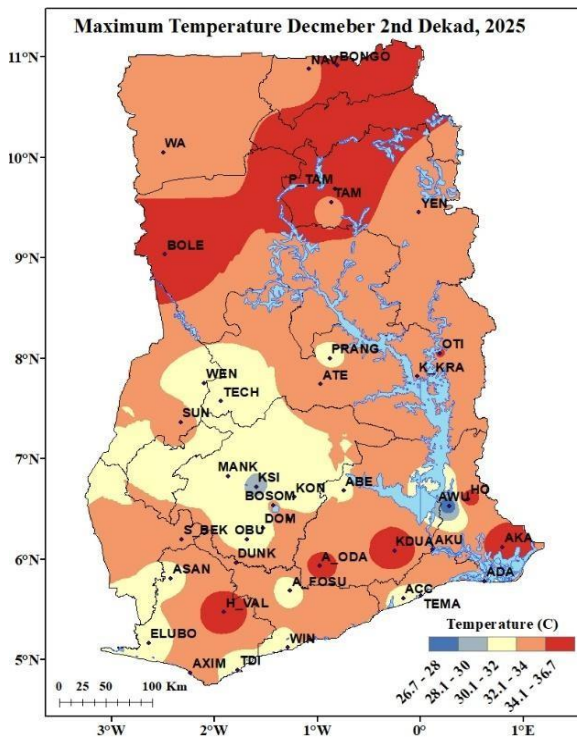 Maximum Temperature Decmeber 2nd Dekad, 2025
11°N
NAV BONGO
10°N
WA
P_TAM
TAM
YEN
9°N
BOLE
8°N
PRANG
OTI
K_KRA
WEN
ATE
TECH
SUN
7°N
MANK
KSI
KON
ABE
HO
BOSOM
AWU
DOM
S_BEK OBU
KDUA
AKU
AKA
6°N
DUNK
A_ODA
ASAN
ADA
A_FOSU
ACC
TEMA
H_VAL
ELUBO
WIN
5°N
AXIM
TDI
Temperature (C)
26.7 - 28
28.1 - 30
30.1 - 32
32.1 - 34
34.1 - 36.7
0 25 50 100 Km
3°W 2°W 1°W 0° 1°E